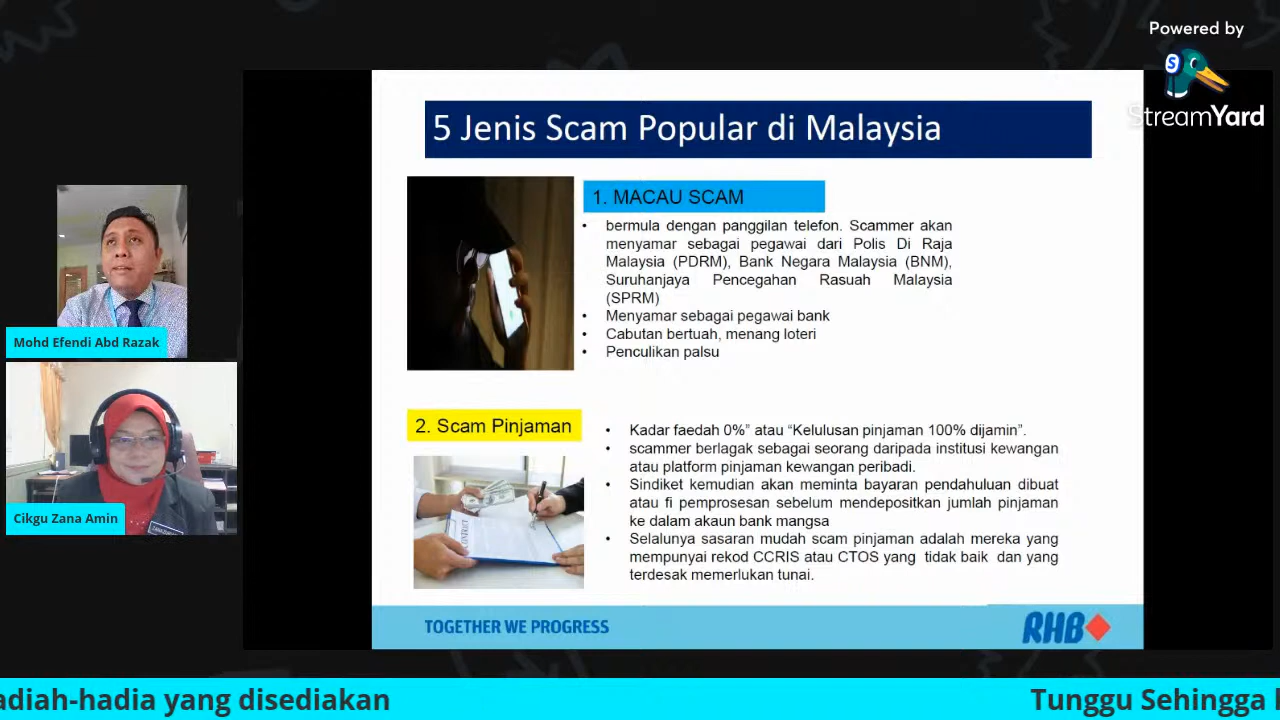 Powered by
StreamYard
5 Jenis Scam Popular di Malaysia
1. MACAU SCAM
• bermula dengan panggilan telefon. Scammer akan
menyamar sebagai pegawai dari Polis Di Raja
Malaysia (PDRM), Bank Negara Malaysia (BNM),
Suruhanjaya Pencegahan Rasuah Malaysia
(SPRM)
• Menyamar sebagai pegawai bank
• Cabutan bertuah, menang loteri
• Penculikan palsu
Mohd Efendi Abd Razak
Cikgu Zana Amin
2. Scam Pinjaman
• Kadar faedah 0%” atau “Kelulusan pinjaman 100% dijamin”.
• scammer berlagak sebagai seorang daripada institusi kewangan
atau platform pinjaman kewangan peribadi.
• Sindiket kemudian akan meminta bayaran pendahuluan dibuat
atau fi pemprosesan sebelum mendepositkan jumlah pinjaman
ke dalam akaun bank mangsa
• Selalunya sasaran mudah scam pinjaman adalah mereka yang
mempunyai rekod CCRIS atau CTOS yang tidak baik dan yang
terdesak memerlukan tunai.
CONTRACT
TOGETHER WE PROGRESS
RHB
adiah-hadia yang disediakan
Tunggu Sehingga